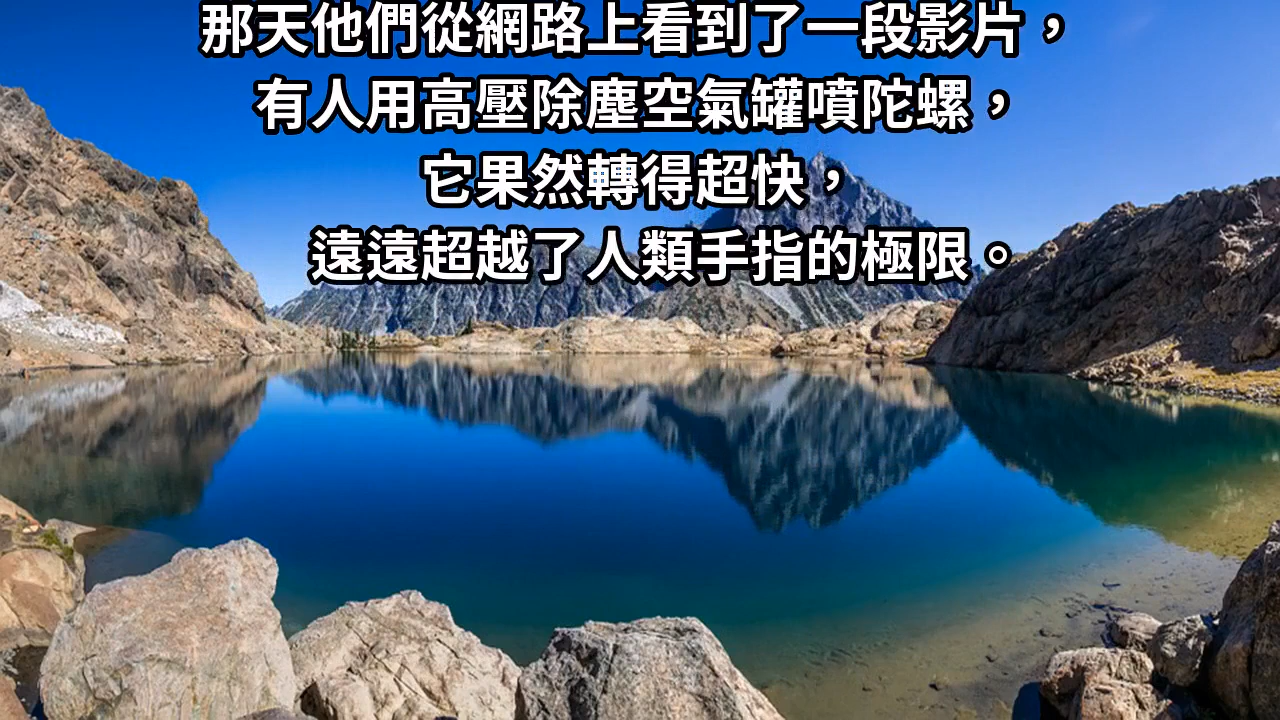 那天他們從網路上看到了一段影片，
有人用高壓除塵空氣罐噴陀螺，
它果然轉得超快，
遠遠超越了人類手指的極限。